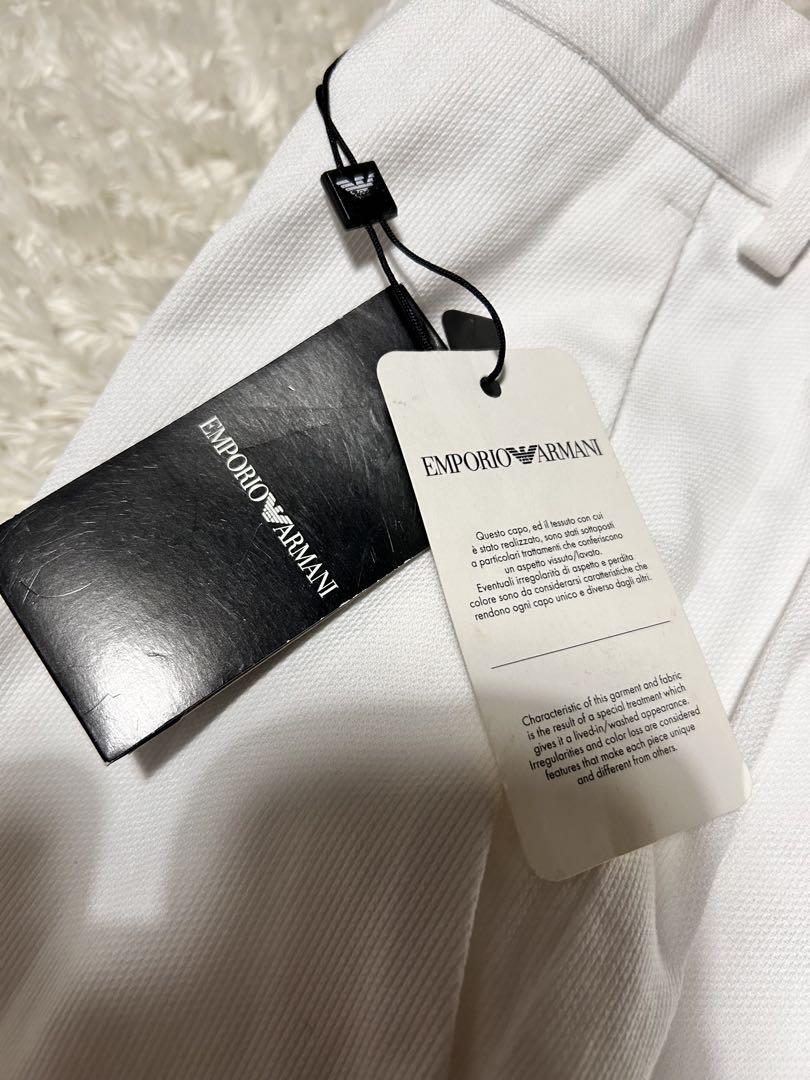 EMPORIO ARMANI
EMPORIO ARMANI
Questo capo, ed il tessuto con cui
è stato realizzato, sono stati sottoposti
a particolari trattamenti che conferiscono
un aspetto vissuto/lavato.
Eventuali irregolarità di aspetto e perdita
colore sono da considerarsi caratteristiche che
rendono ogni capo unico e diverso dagli altri.
Characteristic of this garment and fabric
is the result of a special treatment which
gives it a lived-in/washed appearance.
Irregularities and color loss are considered
features that make each piece unique
and different from others.